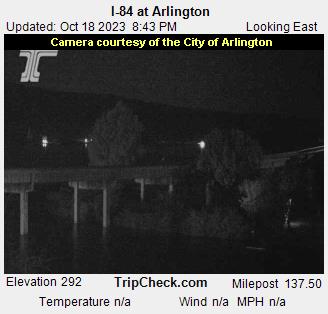 I-84 at Arlington
Updated: Oct 18 2023 8:43 PM Looking East
Camera courtesy of the City of Arlington
Elevation 292 TripCheck.com Milepost 137.50
Temperature n/a Wind n/a MPH n/a